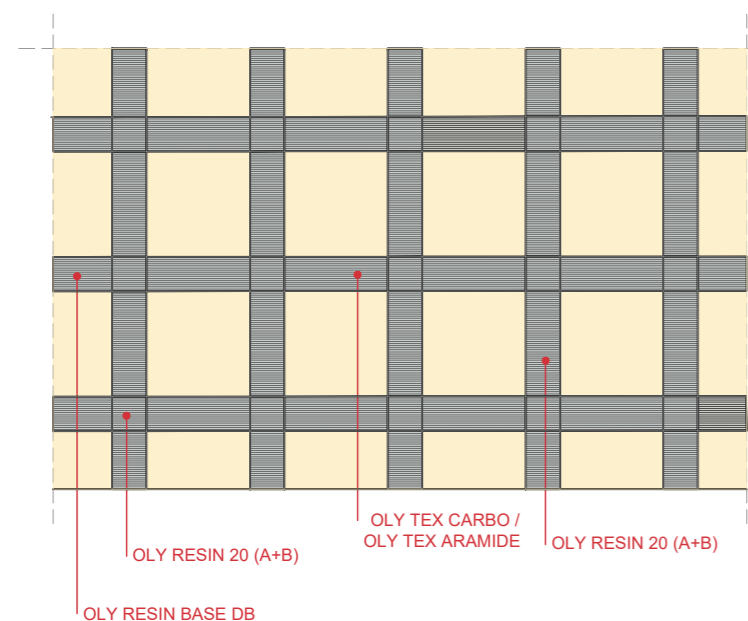 OLY TEX CARBO /
OLY TEX ARAMIDE
OLY RESIN 20 (A+B)
OLY RESIN 20 (A+B)
OLY RESIN BASE DB